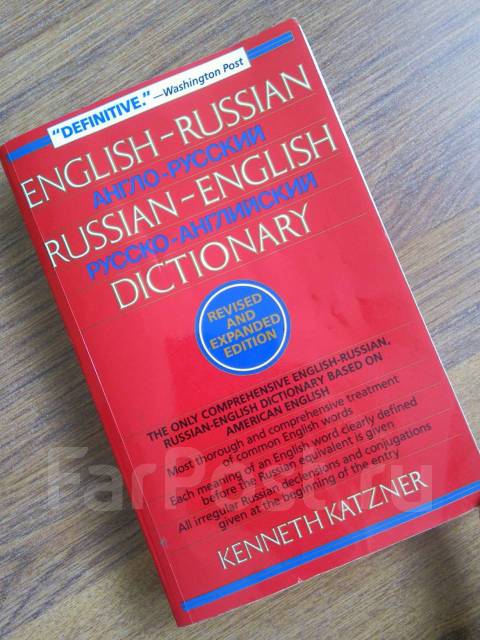 "DEFINITIVE." —Washington Post
ENGLISH–RUSSIAN
АНГЛО-РУССКИЙ
RUSSIAN–ENGLISH
РУССКО-АНГЛИЙСКИЙ
DICTIONARY
REVISED
AND
EXPANDED
EDITION
THE ONLY COMPREHENSIVE ENGLISH-RUSSIAN,
RUSSIAN-ENGLISH DICTIONARY BASED ON
AMERICAN ENGLISH
Most thorough and comprehensive treatment
of common English words
Each meaning of an English word clearly defined
before the Russian equivalent is given
All irregular Russian declensions and conjugations
given at the beginning of the entry
KENNETH KATZNER
FarPost.ru